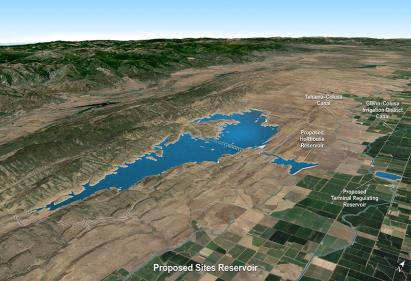 Tehama-Colusa
Canal
Glenn-Colusa
Irrigation District
Canal
Proposed
Holthouse
Reservoir
Proposed
Terminal Regulating
Reservoir
Proposed Sites Reservoir